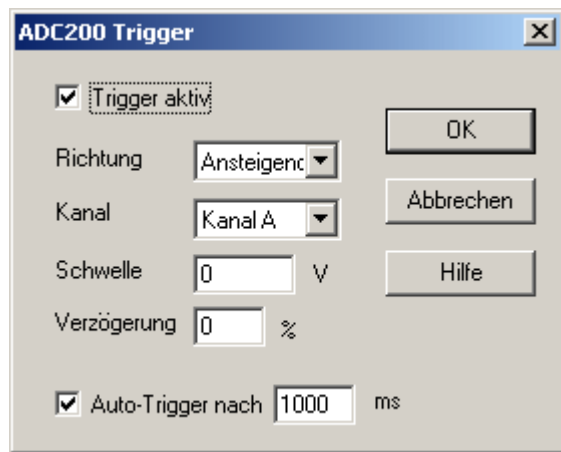 ADC200 Trigger
Trigger aktiv
OK
Richtung
Ansteigend
Kanal
Kanal A
Abbrechen
Schwelle
0
V
Hilfe
Verzögerung
0
%
Auto-Trigger nach
1000
ms